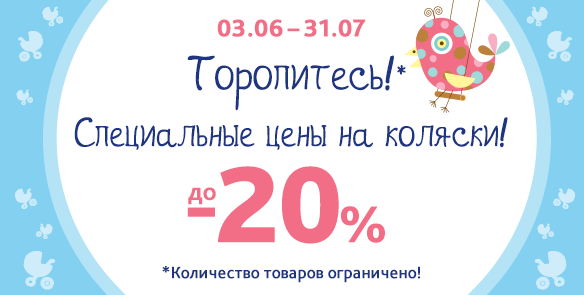 03.06 – 31.07
Торопитесь!*
Специальные цены на коляски!
до -20%
*Количество товаров ограничено!